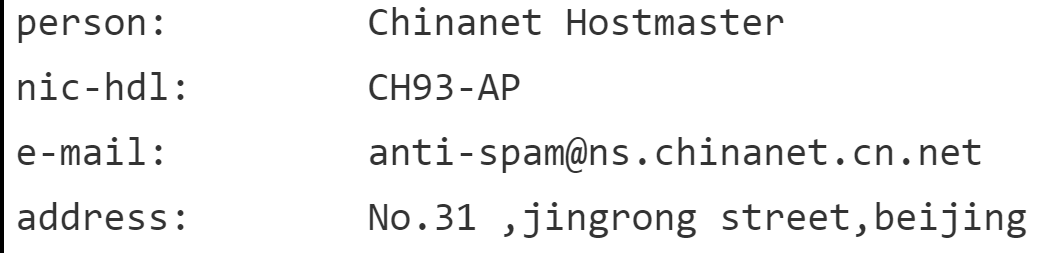 person:         Chinanet Hostmaster
nic-hdl:        CH93-AP
e-mail:         anti-spam@ns.chinanet.cn.net
address:        No.31 ,jingrong street,beijing